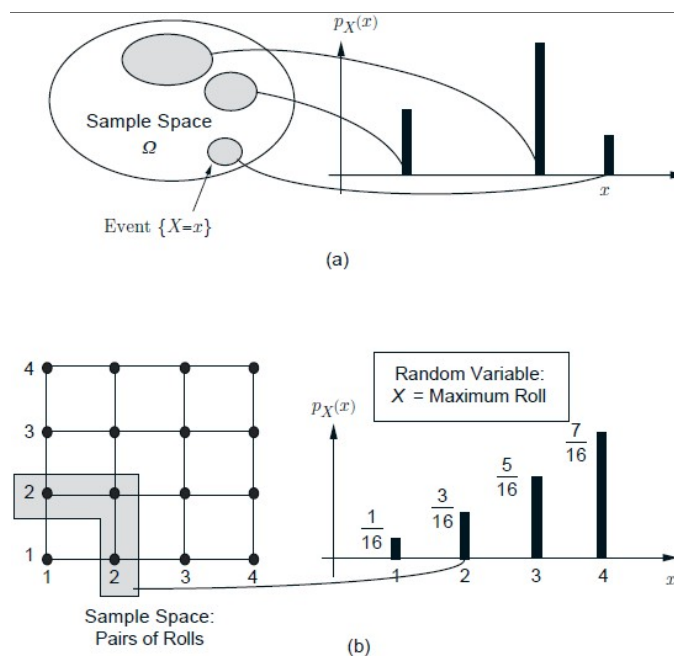 p_X(x)
Sample Space
Ω
x
Event {X=x}
(a)
4
3
2
1
1 2 3 4
Sample Space:
Pairs of Rolls
Random Variable:
X = Maximum Roll
p_X(x)
1/16
3/16
5/16
7/16
1 2 3 4 x
(b)